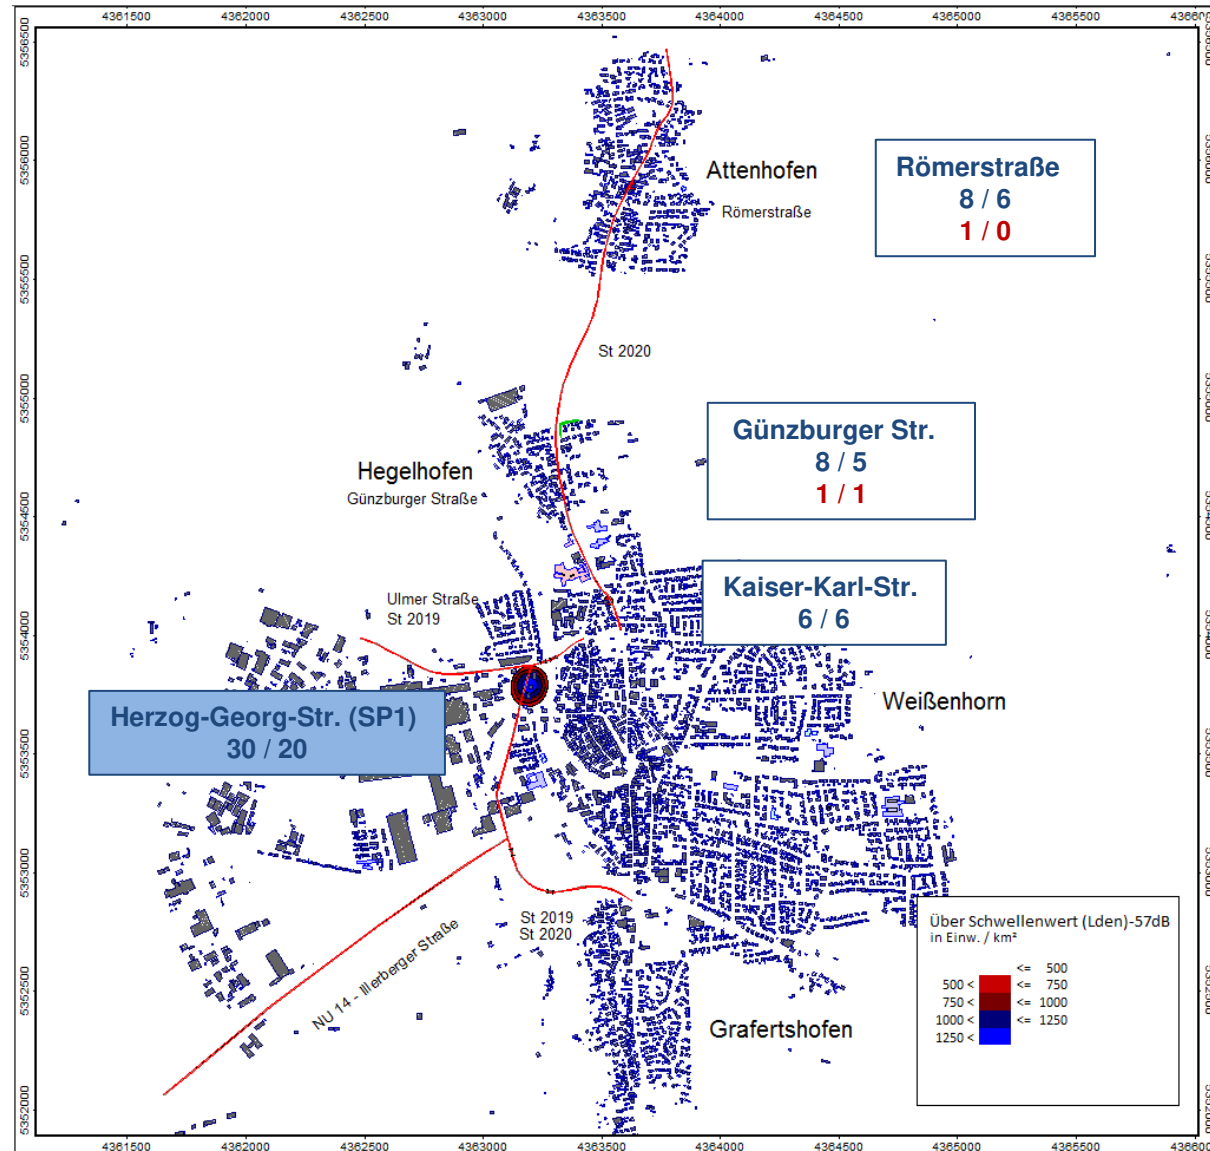 4361500 4362000 4362500 4363000 4363500 4364000 4364500 4365000 4365500 43660
5356500
5356000
5355500
5355000
5354500
5354000
5353500
5353000
5352500
5352000
Attenhofen
Römerstraße
Römerstraße
8 / 6
1 / 0
St 2020
Günzburger Str.
8 / 5
1 / 1
Hegelhofen
Günzburger Straße
Kaiser-Karl-Str.
6 / 6
Ulmer Straße
St 2019
Weißenhorn
Herzog-Georg-Str. (SP1)
30 / 20
St 2019
St 2020
NU 14 - Illerberger Straße
Grafertshofen
Über Schwellenwert (Lden)-57dB
in Einw. / km²
<= 500
500 < <= 750
750 < <= 1000
1000 < <= 1250
1250 <
4361500 4362000 4362500 4363000 4363500 4364000 4364500 4365000 4365500 436600